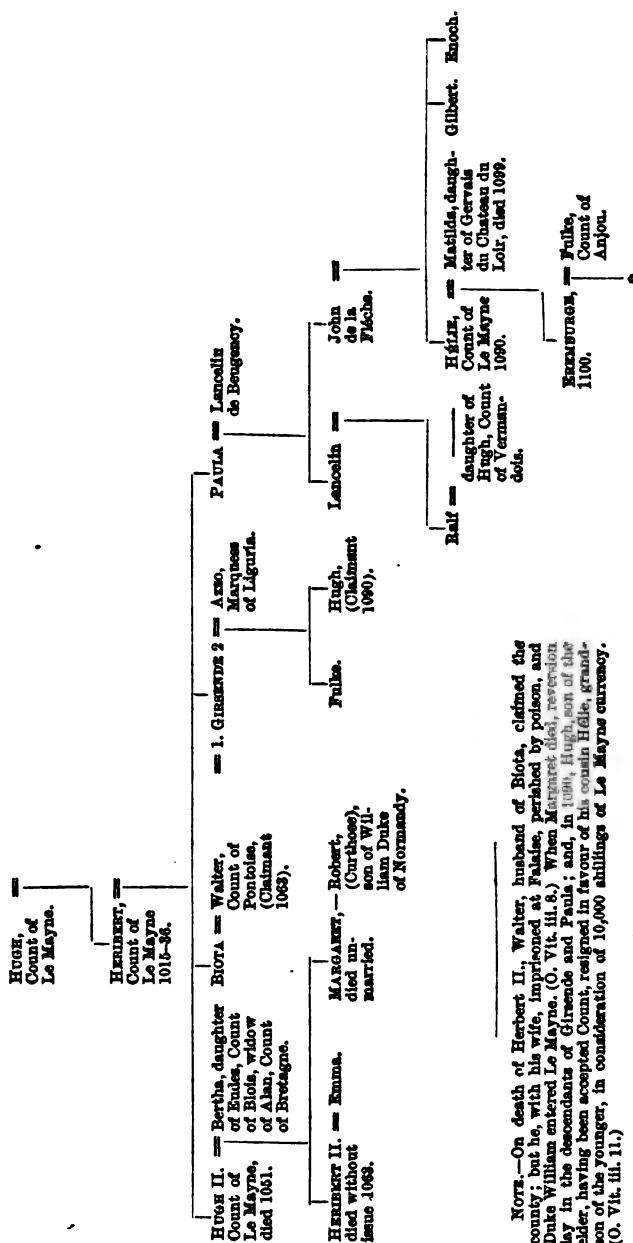 HUGH, ==
Count of
Le Mayne.
HERIBERT, ==
Count of
Le Mayne
1015-36.
HUGH II. == Bertha, daughter
Count of of Eudes, Count
Le Mayne, of Blois, widow
died 1051. of Alan, Count
of Bretagne.
BIOTA == Walter,
Count of
Pontoise,
(Claimant
1063).
== 1. GIRSENDE 2 == Azzo,
Marquess
of Liguria.
PAULA == Lancelin
de Beugency.
HERIBERT II. == Emma.
died without
issue 1063.
MARGARET, — Robert,
died un- (Curthose),
married. son of Wil-
liam Duke
of Normandy.
Fulke.
Hugh,
(Claimant
1090).
Lancelin ==
John ==
de la
Flêche.
Ralf == ———
daughter of
Hugh, Count
of Verman-
dois.
HÉLIE, == Matilda, daugh-
Count of ter of Gervais
Le Mayne du Chateau du
1090. Loir, died 1099.
Gilbert.
Enoch.
EREMBURGE, == Fulke,
1100. Count of
Anjou.
NOTE.—On death of Herbert II., Walter, husband of Biota, claimed the
county; but he, with his wife, imprisoned at Falaise, perished by poison, and
Duke William entered Le Mayne. (O. Vit. iii. 8.) When Margaret died, reversion
lay in the descendants of Girsende and Paula; and, in 1090, Hugh, son of the
elder, having been accepted Count, resigned in favour of his cousin Hélie, grand-
son of the younger, in consideration of 10,000 shillings of Le Mayne currency.
(O. Vit. iii. 11.)